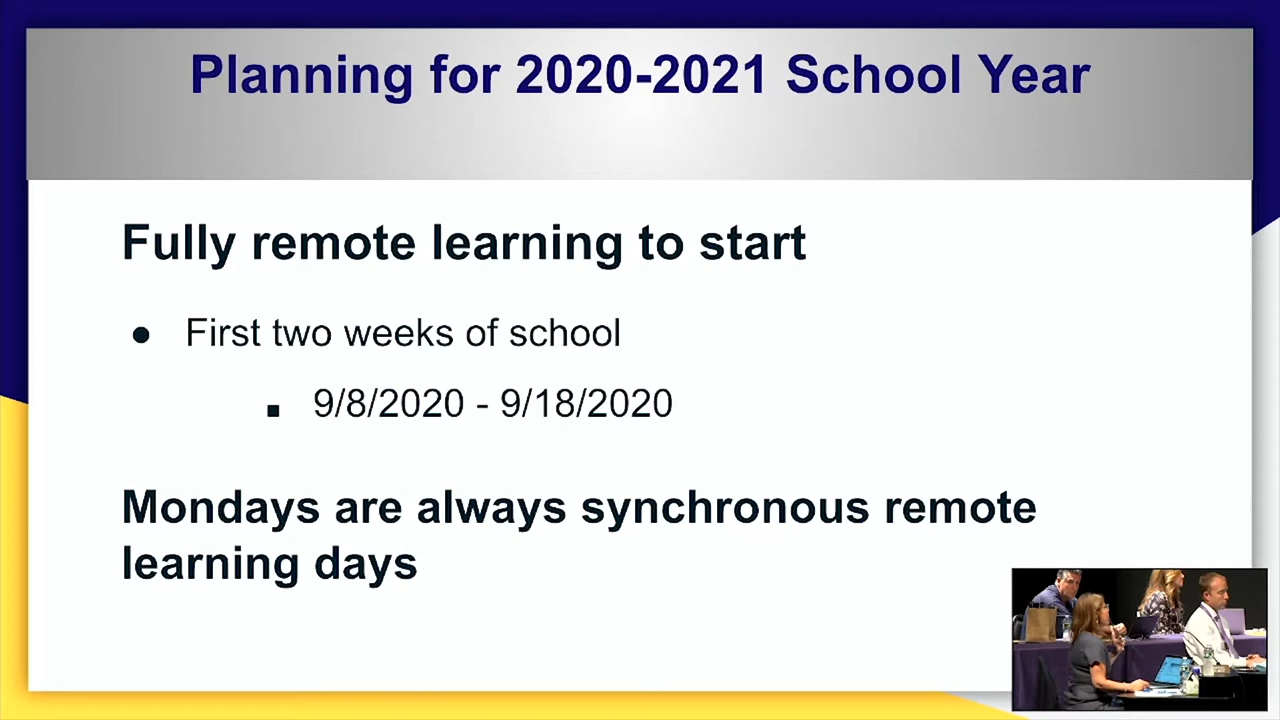 Planning for 2020-2021 School Year
Fully remote learning to start
● First two weeks of school
■ 9/8/2020 - 9/18/2020
Mondays are always synchronous remote
learning days